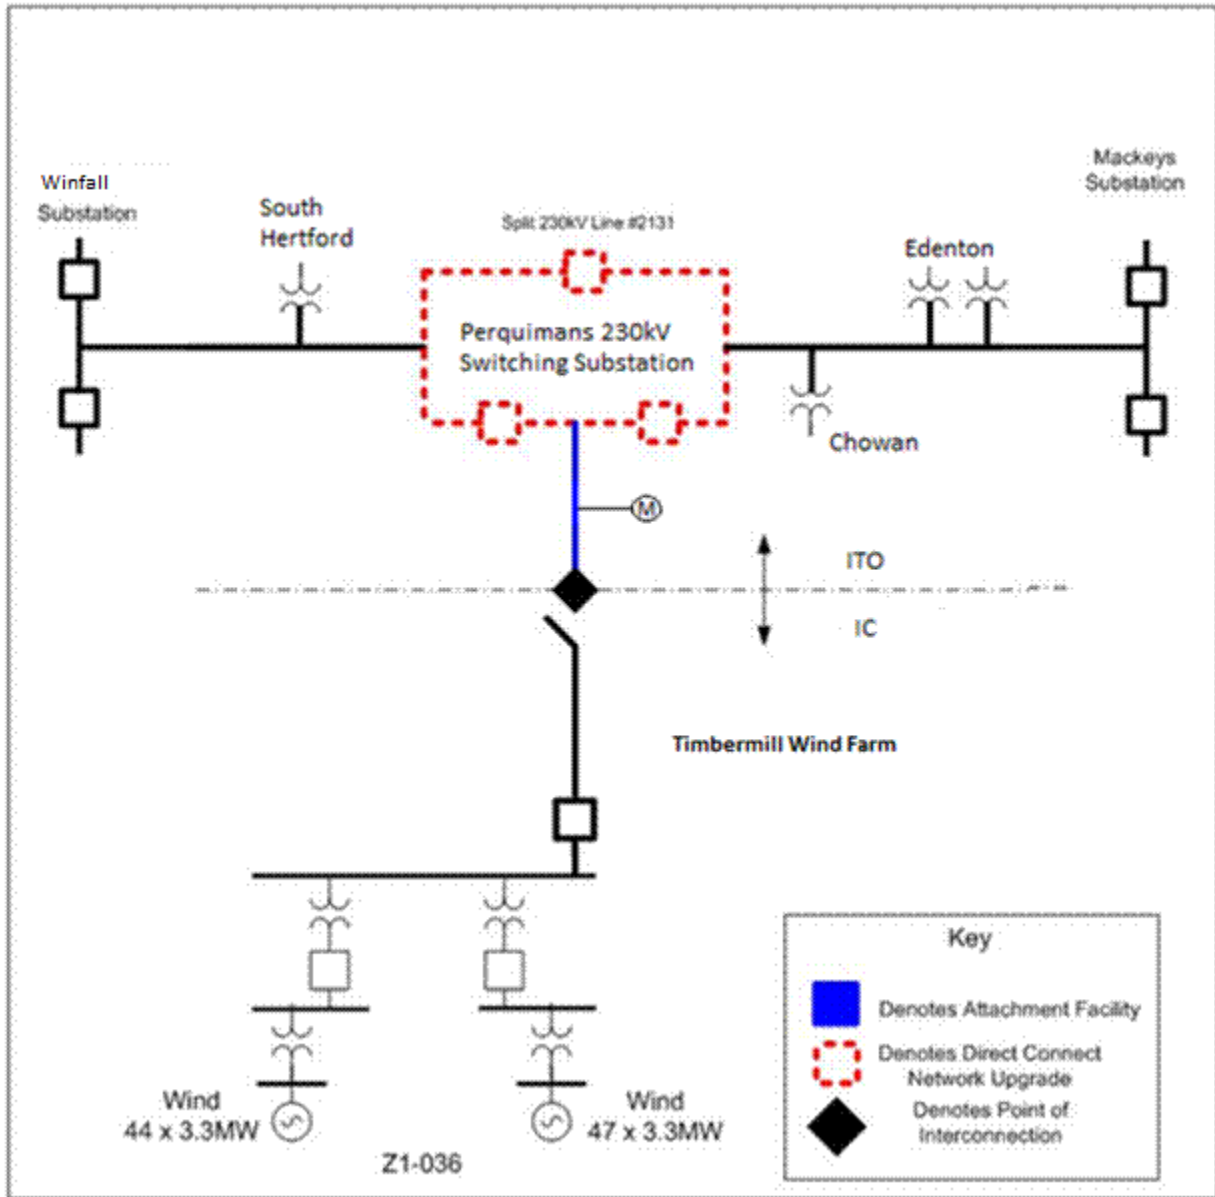 Mackeys
Substation
Winfall
Substation
South
Hertford
Split 230kV Line #2131
Edenton
Perquimans 230kV
Switching Substation
Chowan
M
ITO
IC
Timbermill Wind Farm
Key
Denotes Attachment Facility
Denotes Direct Connect
Network Upgrade
Denotes Point of
Interconnection
Wind
44 x 3.3MW
Wind
47 x 3.3MW
Z1-036